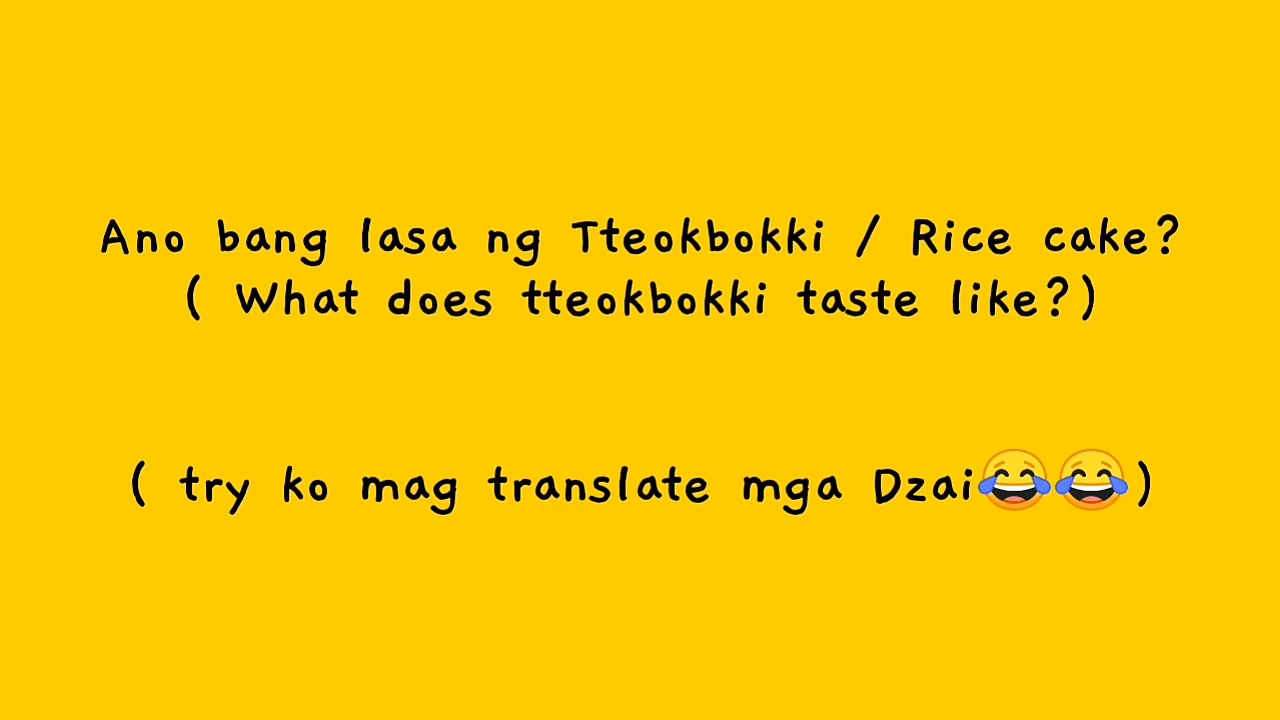 Ano bang lasa ng Tteokbokki / Rice cake?
( What does tteokbokki taste like?)
( try ko mag translate mga Dzai😂😂)